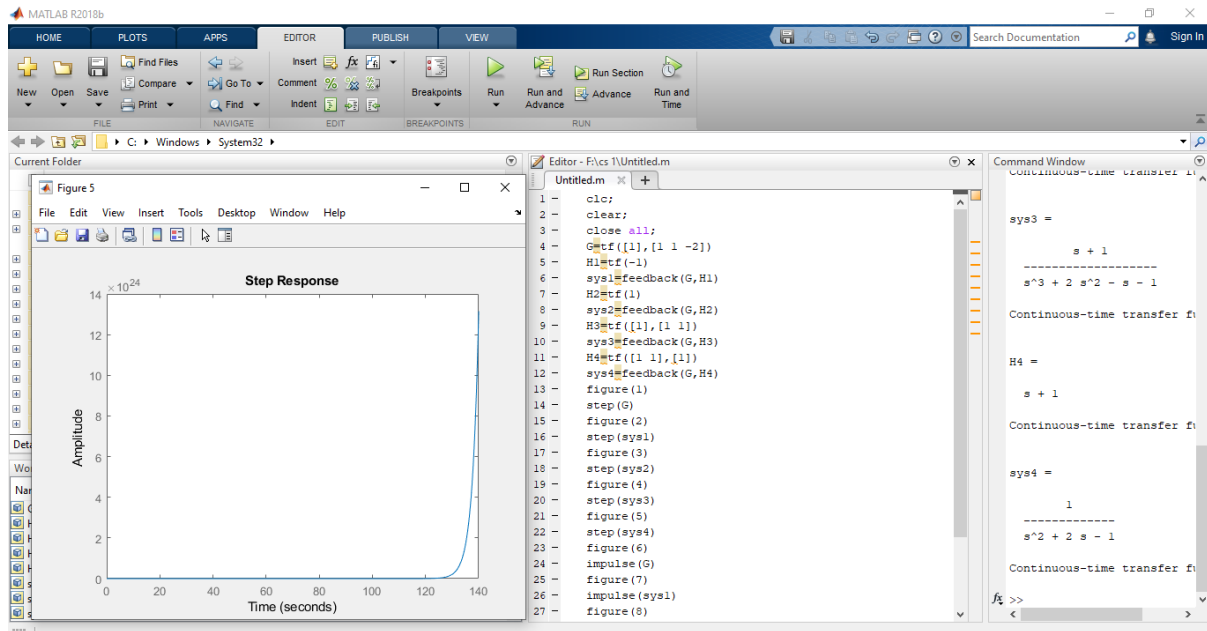 MATLAB R2018b
HOME PLOTS APPS EDITOR PUBLISH VIEW Search Documentation Sign In
New Open Save Find Files Compare Print
FILE
Go To Find
NAVIGATE
Insert fx Comment Indent
EDIT
Breakpoints
BREAKPOINTS
Run Run and Advance Run Section Advance Run and Time
RUN
C: Windows System32
Current Folder
Figure 5
File Edit View Insert Tools Desktop Window Help
Step Response
×10^24
14
12
10
8
6
4
2
0
Amplitude
0 20 40 60 80 100 120 140
Time (seconds)
Deta
Wo
Nar
Editor - F:\cs 1\Untitled.m
Untitled.m × +
1 - clc;
2 - clear;
3 - close all;
4 - G=tf([1],[1 1 -2])
5 - H1=tf(-1)
6 - sys1=feedback(G,H1)
7 - H2=tf(1)
8 - sys2=feedback(G,H2)
9 - H3=tf([1],[1 1])
10 - sys3=feedback(G,H3)
11 - H4=tf([1 1],[1])
12 - sys4=feedback(G,H4)
13 - figure(1)
14 - step(G)
15 - figure(2)
16 - step(sys1)
17 - figure(3)
18 - step(sys2)
19 - figure(4)
20 - step(sys3)
21 - figure(5)
22 - step(sys4)
23 - figure(6)
24 - impulse(G)
25 - figure(7)
26 - impulse(sys1)
27 - figure(8)
Command Window
Continuous-time transfer
sys3 =
s + 1
-------------------
s^3 + 2 s^2 - s - 1
Continuous-time transfer f
H4 =
s + 1
Continuous-time transfer f
sys4 =
1
-------------
s^2 + 2 s - 1
Continuous-time transfer f
fx >>